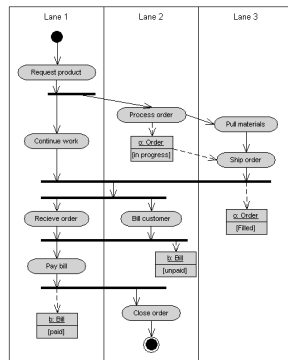 Lane 1
Lane 2
Lane 3
Request product
Process order
Pull materials
Continue work
o: Order
[in progress]
Ship order
Recieve order
Bill customer
o: Order
[Filled]
Pay bill
b: Bill
[unpaid]
b: Bill
[paid]
Close order